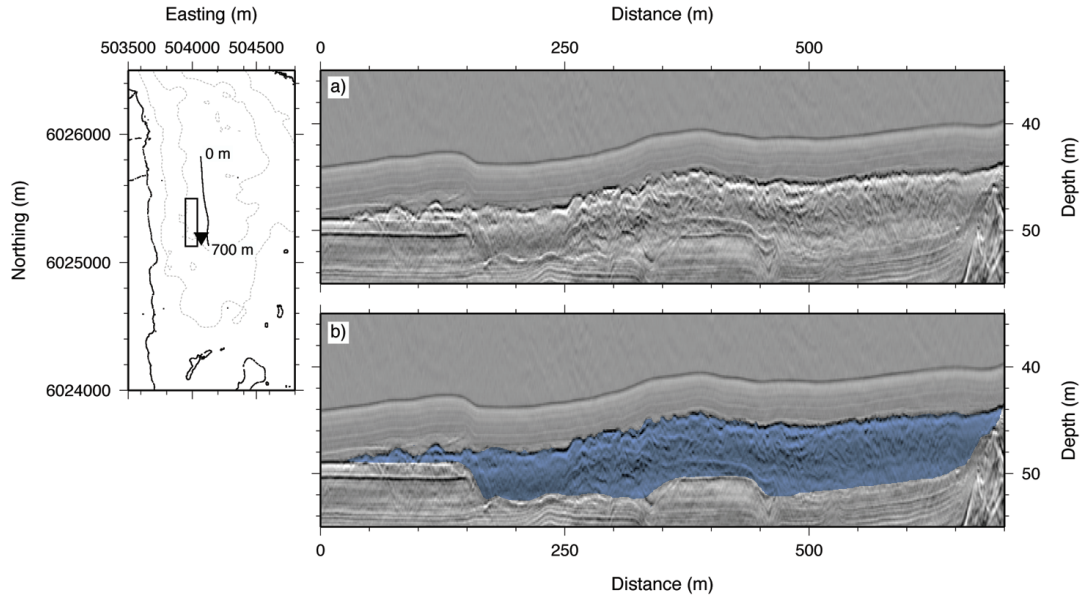 Easting (m)
503500 504000 504500
Northing (m)
6026000
6025000
6024000
0 m
700 m
Distance (m)
0 250 500
a)
40
50
Depth (m)
b)
40
50
Depth (m)
0 250 500
Distance (m)